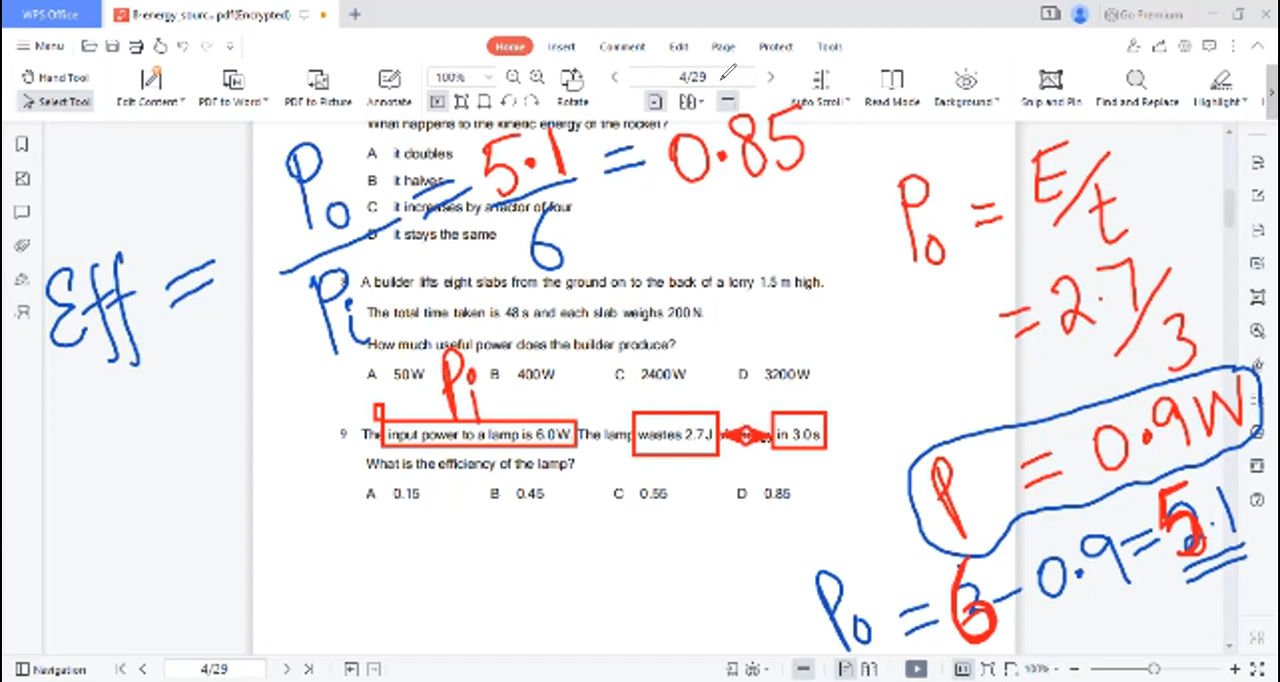 WPS Office
8-energy_sourc.. pdf(Encrypted)
Go Premium
Menu
Home Insert Comment Edit Page Protect Tools
Hand Tool
Select Tool
Edit Content
PDF to Word
PDF to Picture
Annotate
100%
Rotate
4/29
Auto Scroll
Read Mode
Background
Snip and Pin
Find and Replace
Highlight
What happens to the kinetic energy of the rocket?
A it doubles
B it halves
C it increases by a factor of four
D it stays the same
Eff = Po / Pi = 5.1 / 6 = 0.85
Po = E/t
= 2.7/3
P = 0.9W
Po = 6 - 0.9 = 5.1
8 A builder lifts eight slabs from the ground on to the back of a lorry 1.5 m high.
The total time taken is 48 s and each slab weighs 200 N.
How much useful power does the builder produce?
A 50 W B 400 W C 2400 W D 3200 W
Pi
9 The input power to a lamp is 6.0 W. The lamp wastes 2.7 J in 3.0 s
What is the efficiency of the lamp?
A 0.15 B 0.45 C 0.55 D 0.85
Navigation
4/29
100%